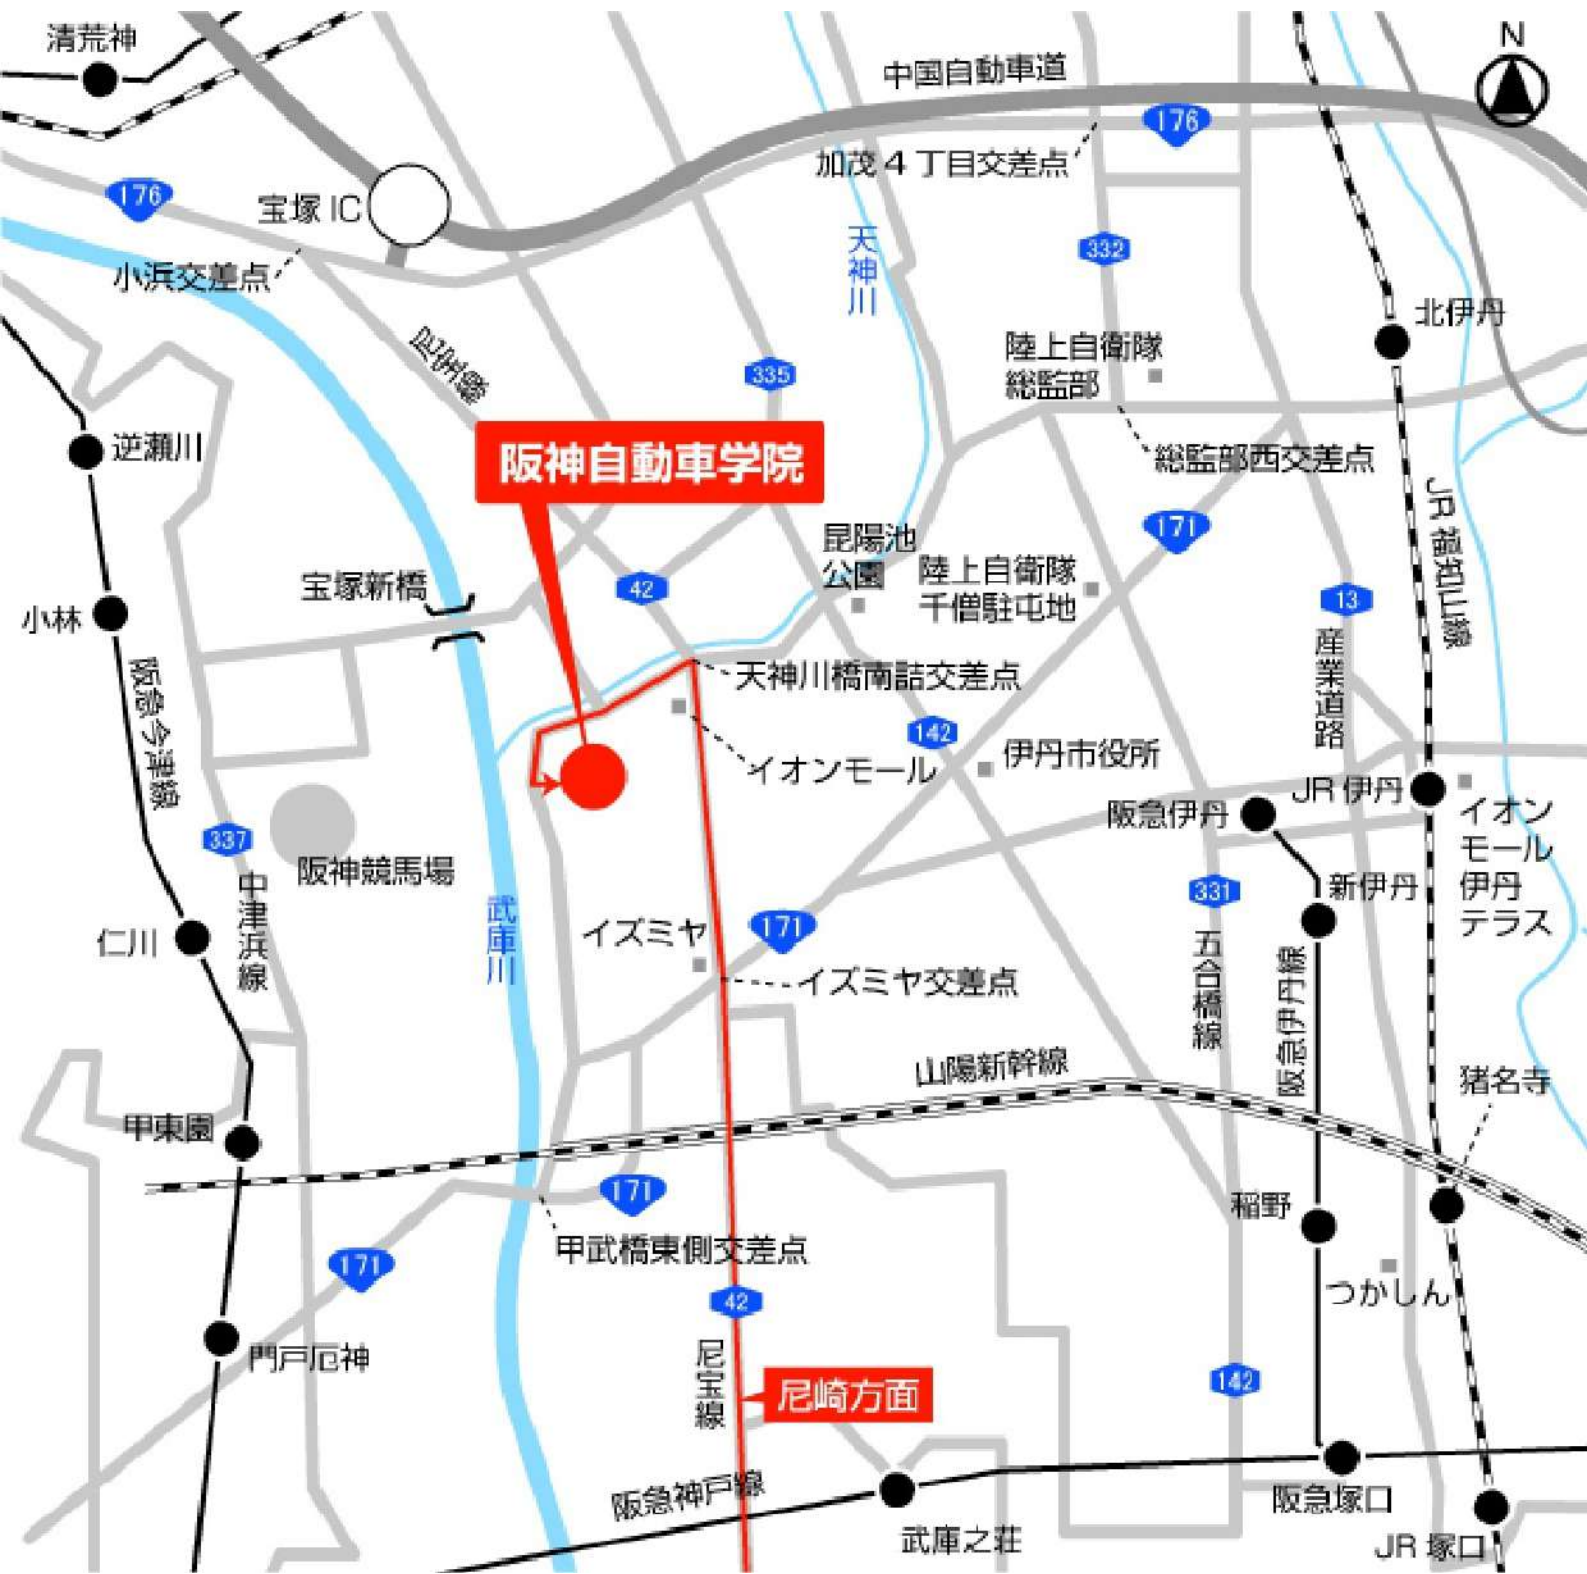 清荒神
N
中国自動車道
176
加茂4丁目交差点
176
宝塚IC
天神川
332
小浜交差点
北伊丹
尼宝線
陸上自衛隊
総監部
335
逆瀬川
阪神自動車学院
総監部西交差点
JR福知山線
171
昆陽池
公園
陸上自衛隊
千僧駐屯地
宝塚新橋
42
13
小林
産業道路
阪急今津線
天神川橋南詰交差点
142
イオンモール
伊丹市役所
阪急伊丹
JR伊丹
イオン
モール
伊丹
テラス
337
阪神競馬場
中津浜線
武庫川
331
新伊丹
仁川
イズミヤ
171
五合橋線
阪急伊丹線
イズミヤ交差点
山陽新幹線
猪名寺
甲東園
171
稲野
甲武橋東側交差点
171
42
つかしん
門戸厄神
尼宝線
尼崎方面
142
阪急神戸線
武庫之荘
阪急塚口
JR塚口